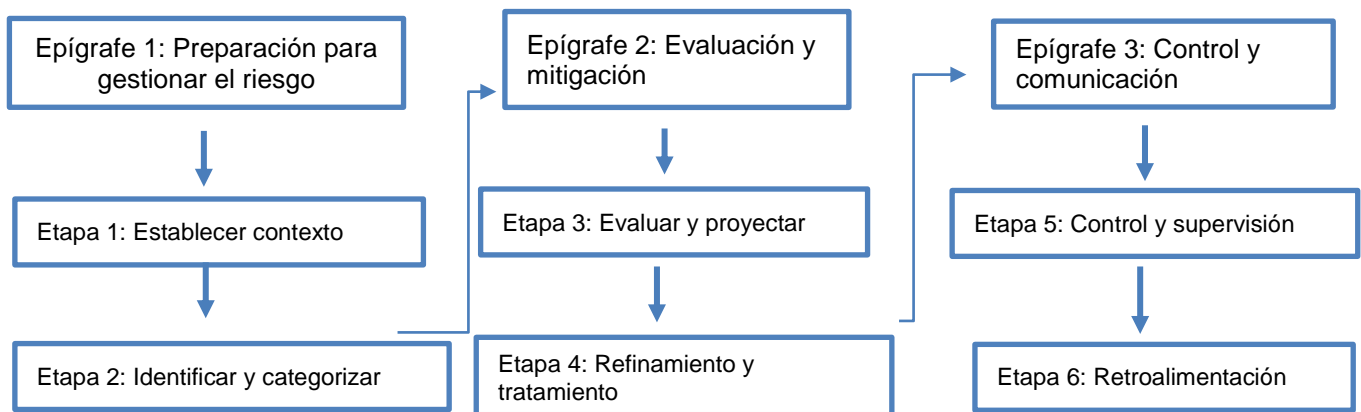 Epígrafe 1: Preparación para
gestionar el riesgo
Etapa 1: Establecer contexto
Etapa 2: Identificar y categorizar
Epígrafe 2: Evaluación y
mitigación
Etapa 3: Evaluar y proyectar
Etapa 4: Refinamiento y
tratamiento
Epígrafe 3: Control y
comunicación
Etapa 5: Control y supervisión
Etapa 6: Retroalimentación